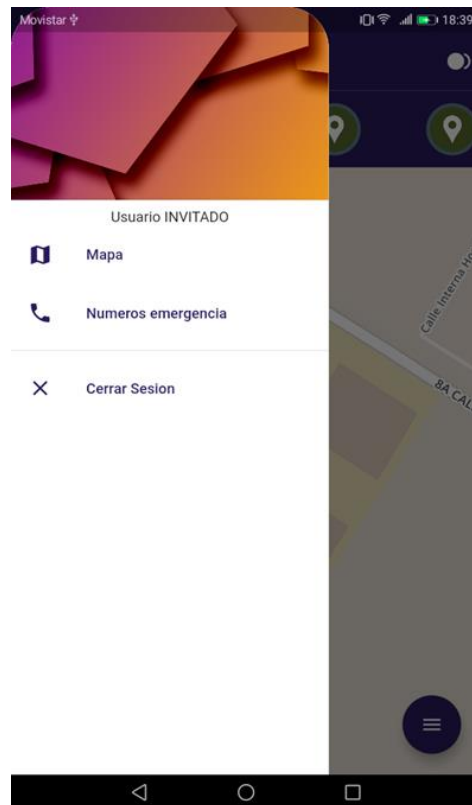 Movistar
18:39
Usuario INVITADO
Mapa
Numeros emergencia
Cerrar Sesion
Calle Interna
8A CAL